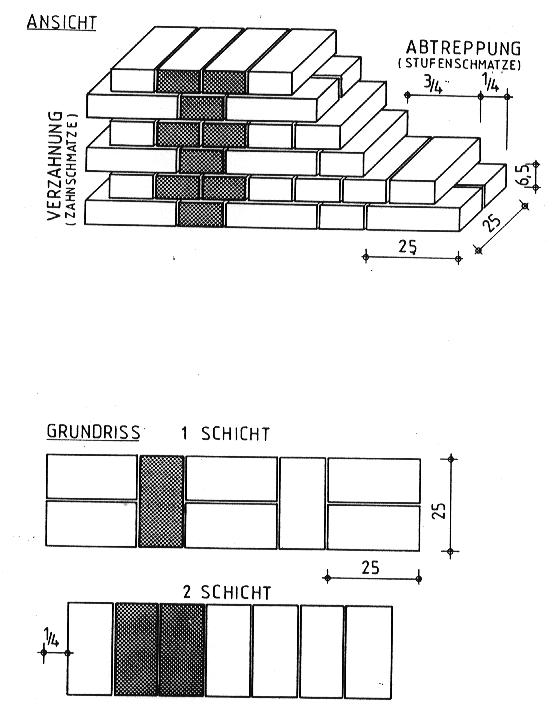 ANSICHT
ABTREPPUNG
(STUFENSCHMATZE)
3/4
1/4
VERZAHNUNG
(ZAHNSCHMATZE)
6,5
25
25
GRUNDRISS 1 SCHICHT
25
25
2 SCHICHT
1/4